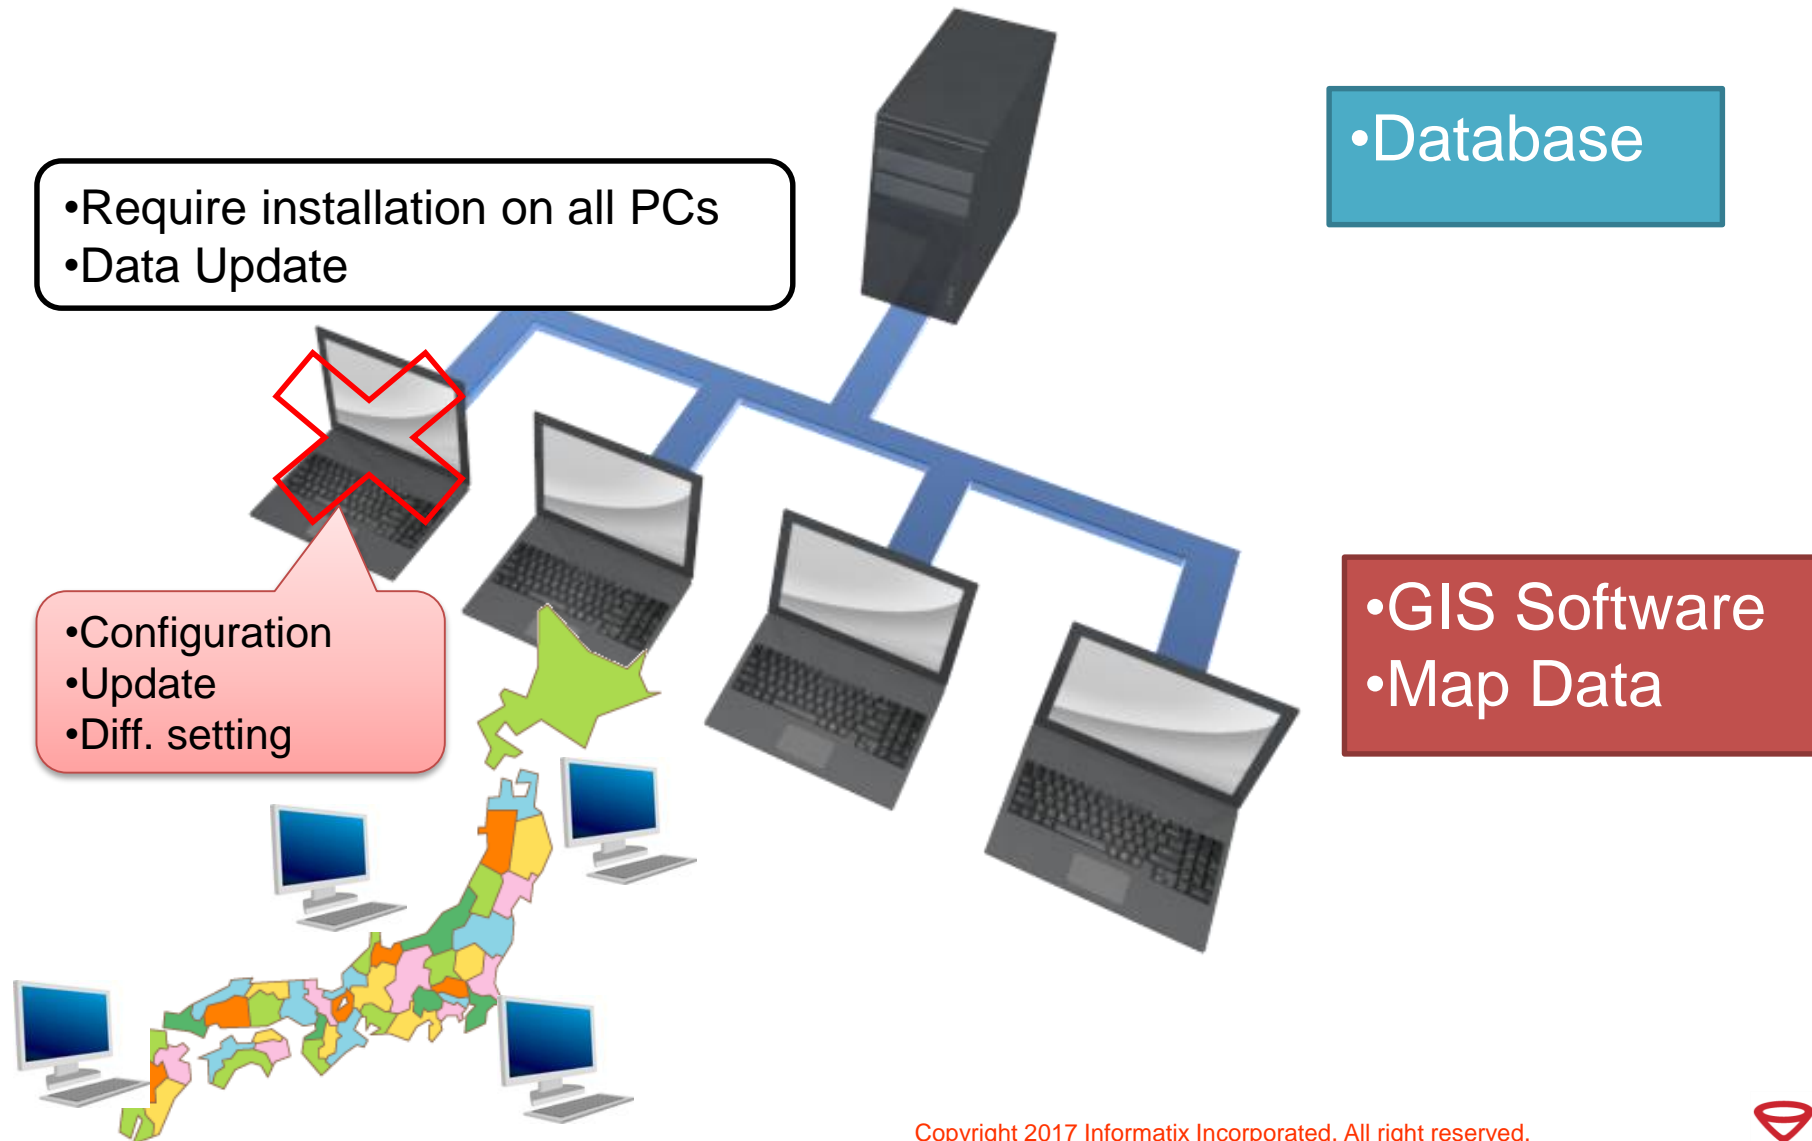 •Database
•Require installation on all PCs
•Data Update
•GIS Software
•Map Data
•Configuration
•Update
•Diff. setting
Copyright 2017 Informatix Incorporated. All right reserved.